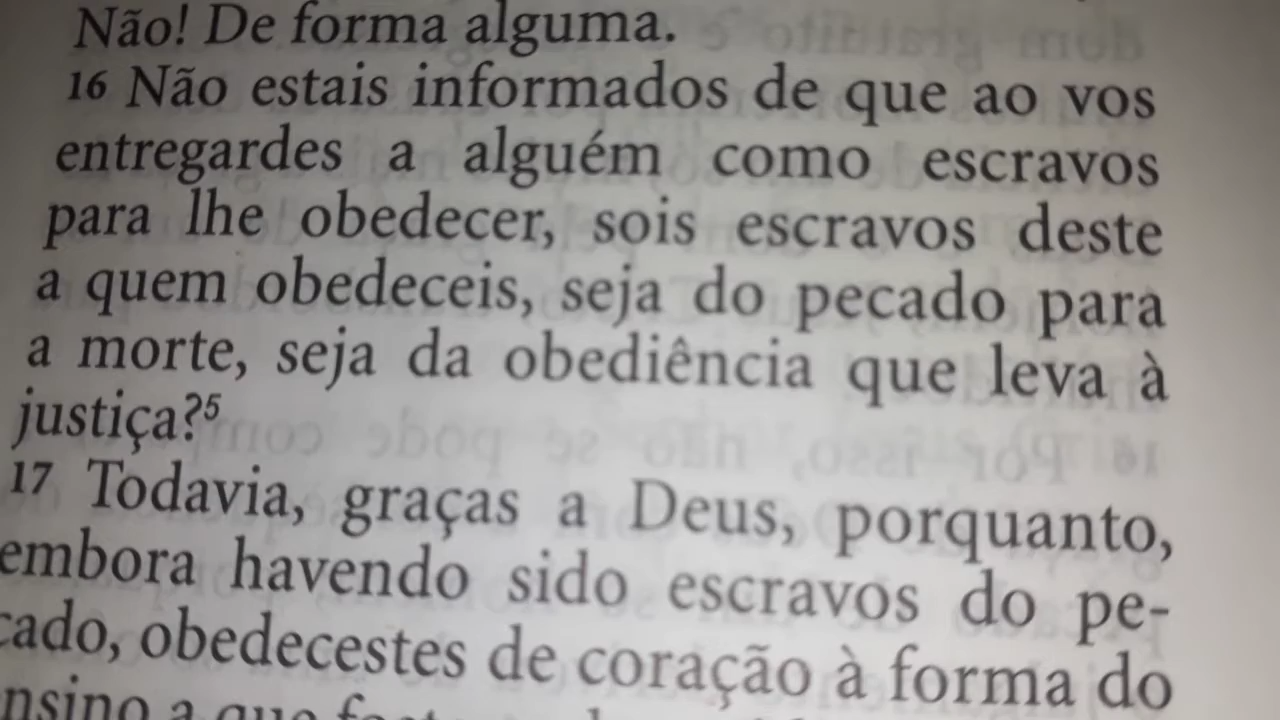 Não! De forma alguma.
16 Não estais informados de que ao vos
entregardes a alguém como escravos
para lhe obedecer, sois escravos deste
a quem obedeceis, seja do pecado para
a morte, seja da obediência que leva à
justiça?⁵
17 Todavia, graças a Deus, porquanto,
embora havendo sido escravos do pe-
cado, obedecestes de coração à forma do
nsino a que